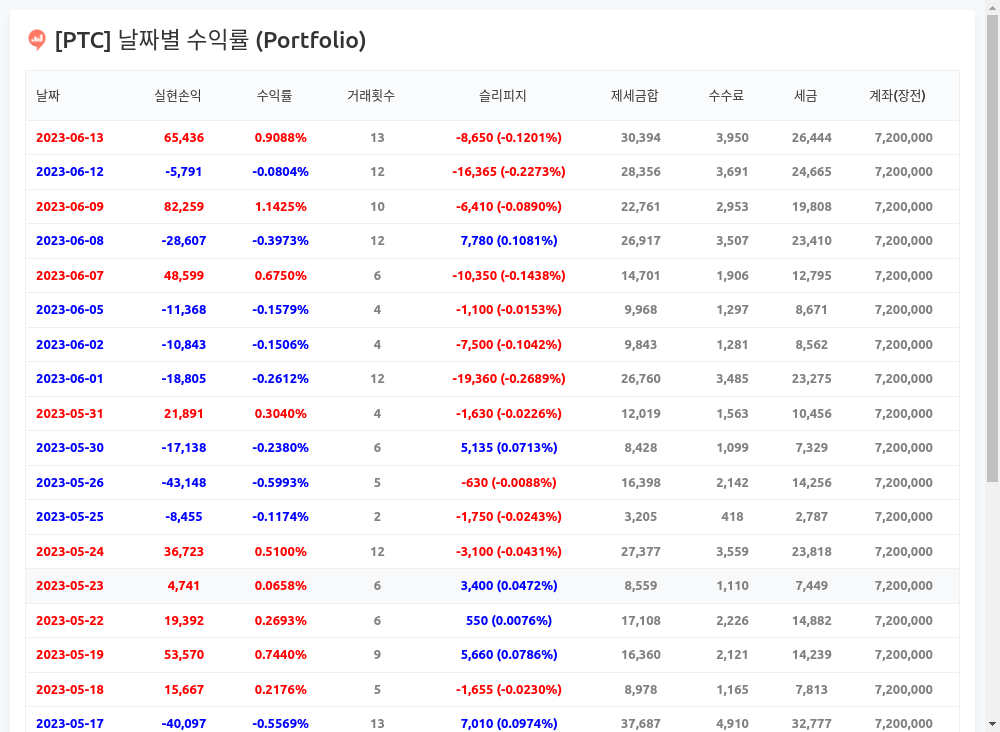 [PTC] 날짜별 수익률 (Portfolio)
날짜 실현손익 수익률 거래횟수 슬리피지 제세금합 수수료 세금 계좌(장전)
2023-06-13 65,436 0.9088% 13 -8,650 (-0.1201%) 30,394 3,950 26,444 7,200,000
2023-06-12 -5,791 -0.0804% 12 -16,365 (-0.2273%) 28,356 3,691 24,665 7,200,000
2023-06-09 82,259 1.1425% 10 -6,410 (-0.0890%) 22,761 2,953 19,808 7,200,000
2023-06-08 -28,607 -0.3973% 12 7,780 (0.1081%) 26,917 3,507 23,410 7,200,000
2023-06-07 48,599 0.6750% 6 -10,350 (-0.1438%) 14,701 1,906 12,795 7,200,000
2023-06-05 -11,368 -0.1579% 4 -1,100 (-0.0153%) 9,968 1,297 8,671 7,200,000
2023-06-02 -10,843 -0.1506% 4 -7,500 (-0.1042%) 9,843 1,281 8,562 7,200,000
2023-06-01 -18,805 -0.2612% 12 -19,360 (-0.2689%) 26,760 3,485 23,275 7,200,000
2023-05-31 21,891 0.3040% 4 -1,630 (-0.0226%) 12,019 1,563 10,456 7,200,000
2023-05-30 -17,138 -0.2380% 6 5,135 (0.0713%) 8,428 1,099 7,329 7,200,000
2023-05-26 -43,148 -0.5993% 5 -630 (-0.0088%) 16,398 2,142 14,256 7,200,000
2023-05-25 -8,455 -0.1174% 2 -1,750 (-0.0243%) 3,205 418 2,787 7,200,000
2023-05-24 36,723 0.5100% 12 -3,100 (-0.0431%) 27,377 3,559 23,818 7,200,000
2023-05-23 4,741 0.0658% 6 3,400 (0.0472%) 8,559 1,110 7,449 7,200,000
2023-05-22 19,392 0.2693% 6 550 (0.0076%) 17,108 2,226 14,882 7,200,000
2023-05-19 53,570 0.7440% 9 5,660 (0.0786%) 16,360 2,121 14,239 7,200,000
2023-05-18 15,667 0.2176% 5 -1,655 (-0.0230%) 8,978 1,165 7,813 7,200,000
2023-05-17 -40,097 -0.5569% 13 7,010 (0.0974%) 37,687 4,910 32,777 7,200,000